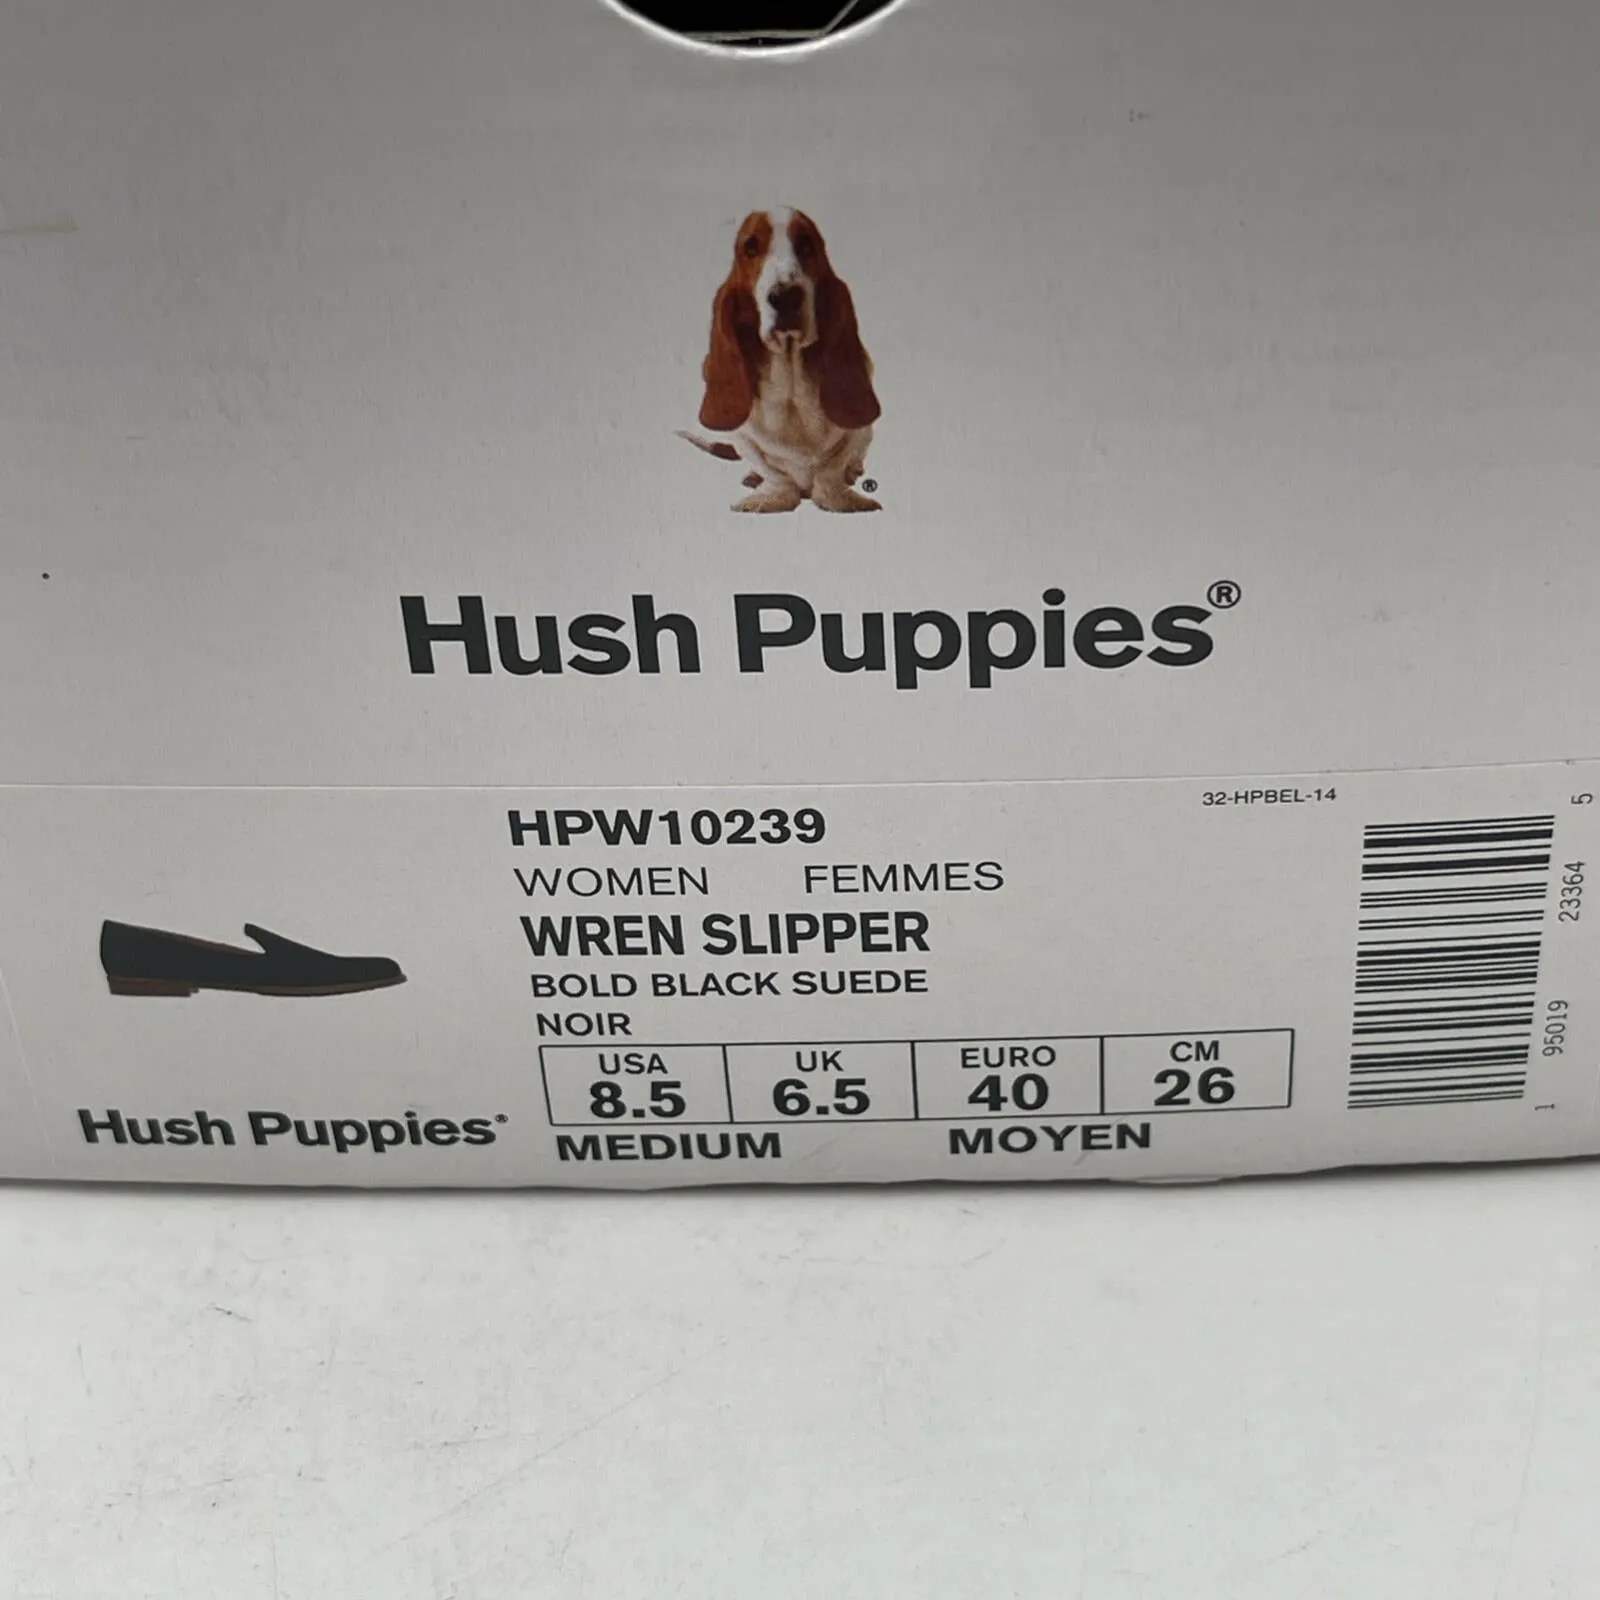 ®
Hush Puppies®
HPW10239
32-HPBEL-14
WOMEN FEMMES
WREN SLIPPER
BOLD BLACK SUEDE
NOIR
USA UK EURO CM
8.5 6.5 40 26
MEDIUM MOYEN
Hush Puppies®
1 95019 23364 5